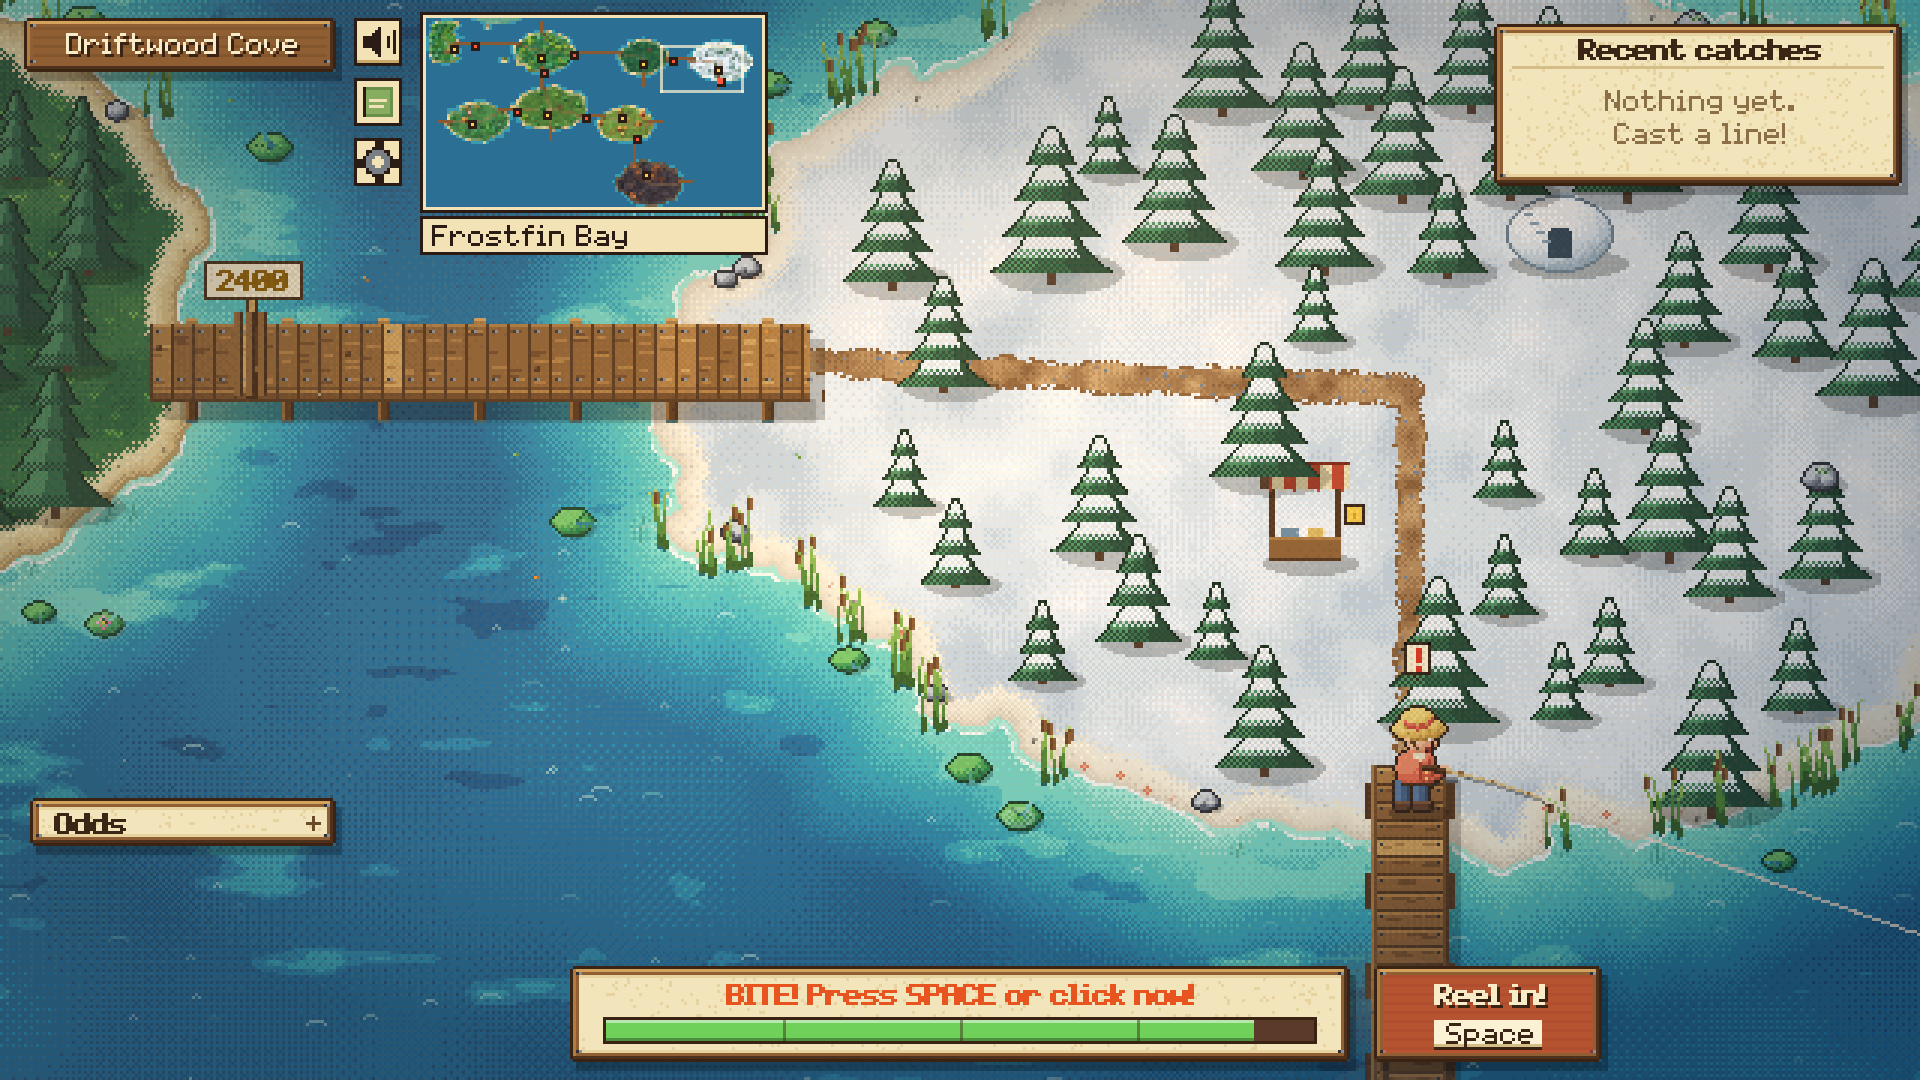 Driftwood Cove
Frostfin Bay
Recent catches
Nothing yet.
Cast a line!
2400
!
Odds +
BITE! Press SPACE or click now!
Reel in!
Space